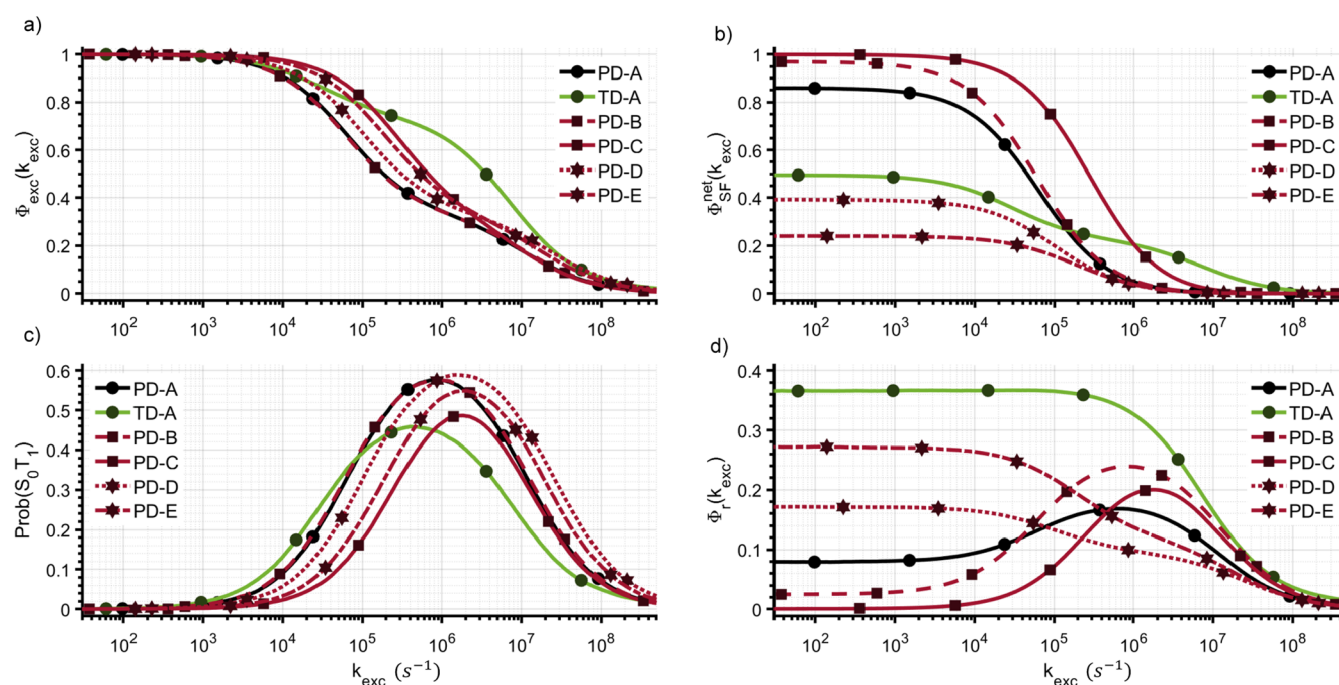 a)
Φexc(kexc)
1
0.8
0.6
0.4
0.2
0
10² 10³ 10⁴ 10⁵ 10⁶ 10⁷ 10⁸
PD-A
TD-A
PD-B
PD-C
PD-D
PD-E
b)
Φ_SF^net(kexc)
1
0.8
0.6
0.4
0.2
0
10² 10³ 10⁴ 10⁵ 10⁶ 10⁷ 10⁸
PD-A
TD-A
PD-B
PD-C
PD-D
PD-E
c)
Prob(S₀T₁)
0.6
0.5
0.4
0.3
0.2
0.1
0
10² 10³ 10⁴ 10⁵ 10⁶ 10⁷ 10⁸
kexc (s⁻¹)
PD-A
TD-A
PD-B
PD-C
PD-D
PD-E
d)
Φr(kexc)
0.4
0.3
0.2
0.1
0
10² 10³ 10⁴ 10⁵ 10⁶ 10⁷ 10⁸
kexc (s⁻¹)
PD-A
TD-A
PD-B
PD-C
PD-D
PD-E